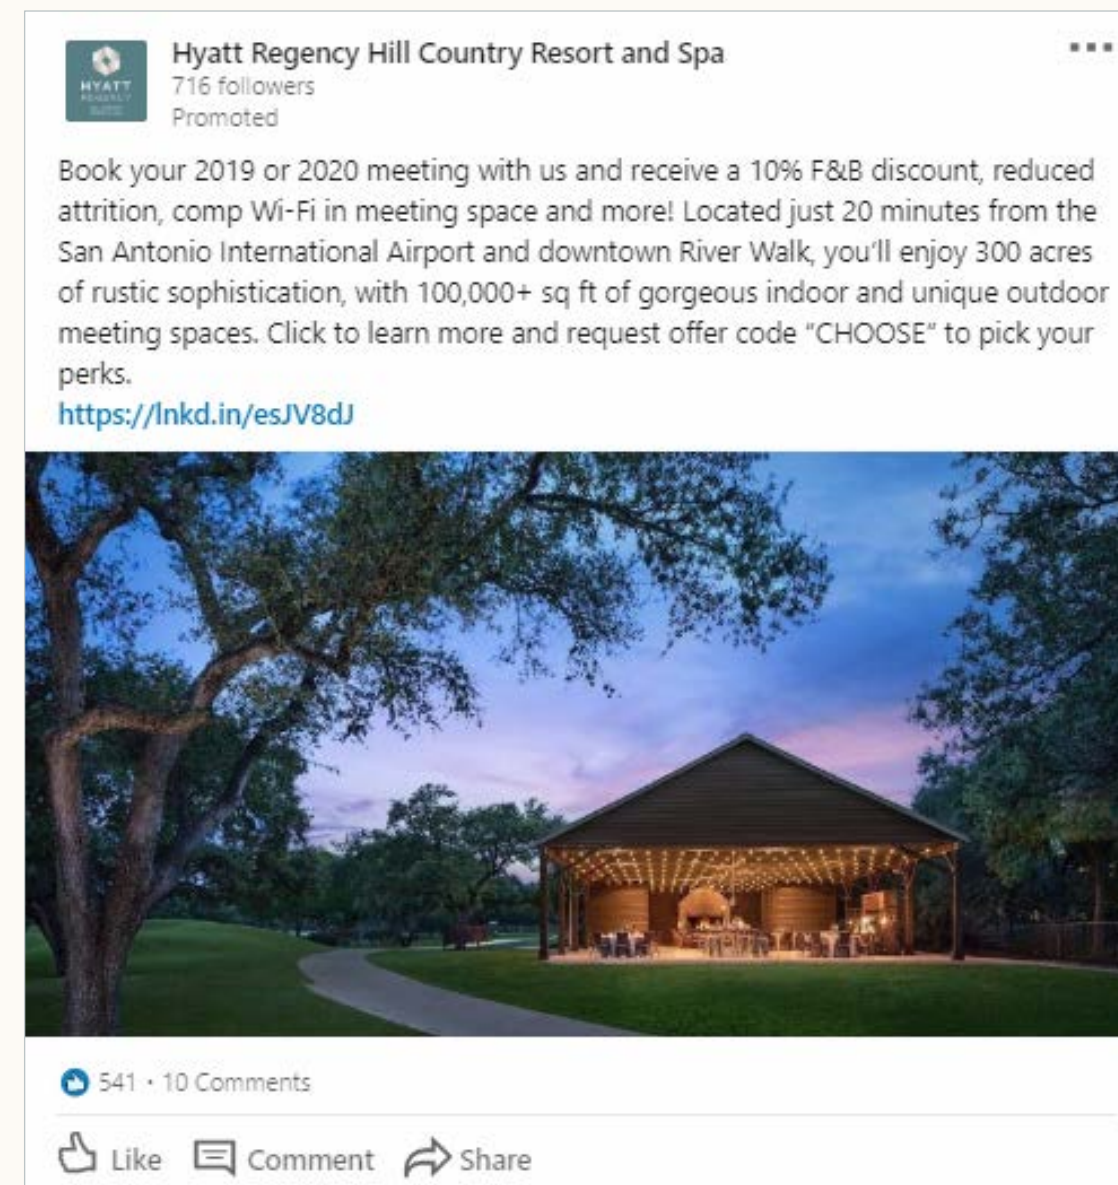 Hyatt Regency Hill Country Resort and Spa
716 followers
Promoted
HYATT
REGENCY
Book your 2019 or 2020 meeting with us and receive a 10% F&B discount, reduced
attrition, comp Wi-Fi in meeting space and more! Located just 20 minutes from the
San Antonio International Airport and downtown River Walk, you'll enjoy 300 acres
of rustic sophistication, with 100,000+ sq ft of gorgeous indoor and unique outdoor
meeting spaces. Click to learn more and request offer code "CHOOSE" to pick your
perks.
https://lnkd.in/esJV8dJ
541 • 10 Comments
Like Comment Share